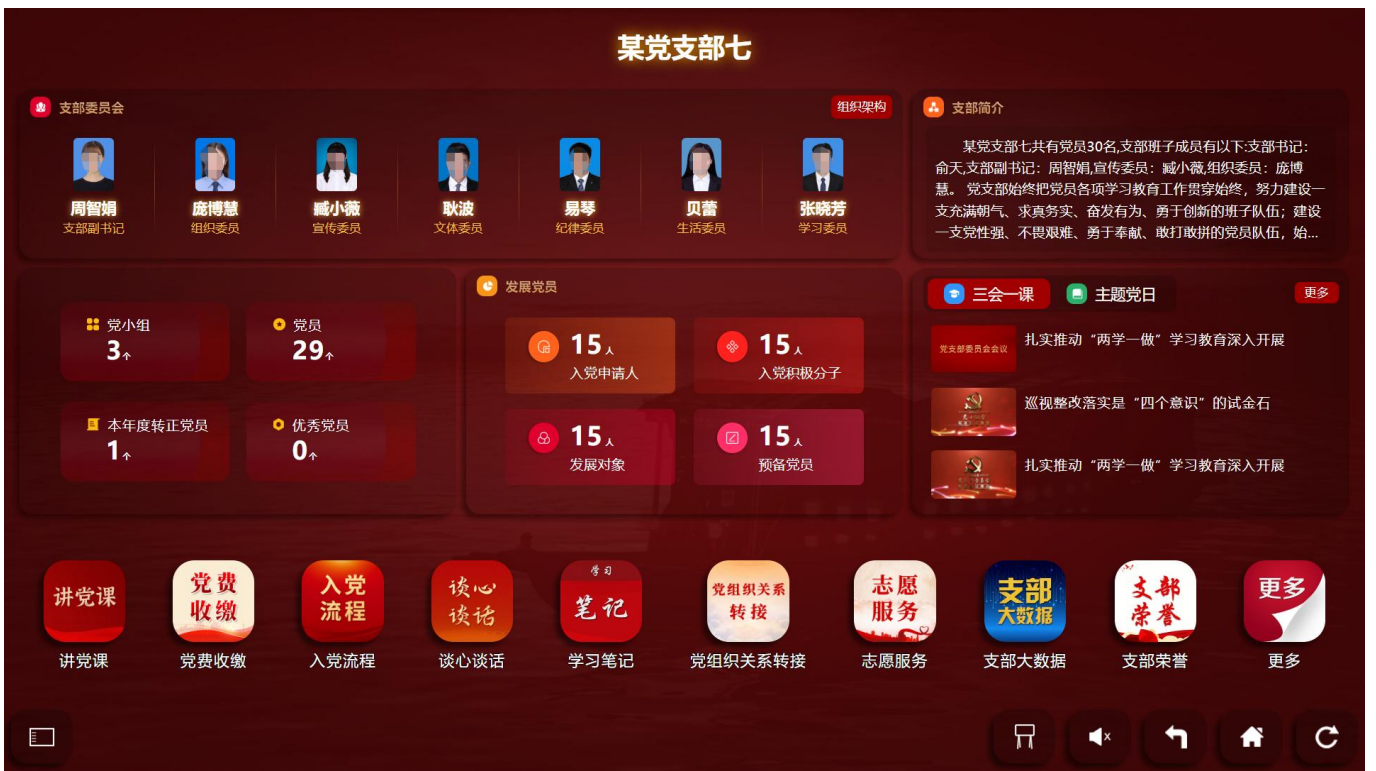 某党支部七
支部委员会
组织架构
周智娟
支部副书记
庞博慧
组织委员
臧小薇
宣传委员
耿波
文体委员
易琴
纪律委员
贝蕾
生活委员
张晓芳
学习委员
支部简介
某党支部七共有党员30名,支部班子成员有以下:支部书记：
俞天,支部副书记：周智娟,宣传委员：臧小薇,组织委员：庞博
慧。 党支部始终把党员各项学习教育工作贯穿始终，努力建设一
支充满朝气、求真务实、奋发有为、勇于创新的班子队伍；建设
一支党性强、不畏艰难、勇于奉献、敢打敢拼的党员队伍，始...
党小组
3个
党员
29个
本年度转正党员
1个
优秀党员
0个
发展党员
15人
入党申请人
15人
入党积极分子
15人
发展对象
15人
预备党员
三会一课
主题党日
更多
党支部委员会会议
扎实推动“两学一做”学习教育深入开展
巡视整改落实是“四个意识”的试金石
扎实推动“两学一做”学习教育深入开展
讲党课
讲党课
党费
收缴
党费收缴
入党
流程
入党流程
谈心
谈话
谈心谈话
学习
笔记
学习笔记
党组织关系
转接
党组织关系转接
志愿
服务
志愿服务
支部
大数据
支部大数据
支部
荣誉
支部荣誉
更多
更多